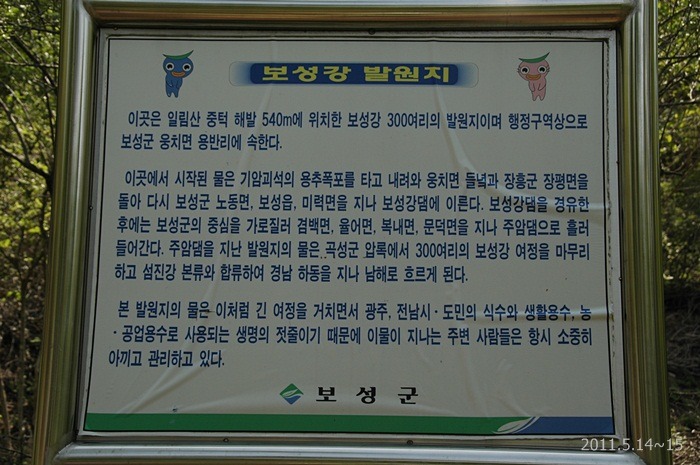 보성강 발원지
이곳은 일림산 중턱 해발 540m에 위치한 보성강 300여리의 발원지이며 행정구역상으로
보성군 웅치면 용반리에 속한다.
이곳에서 시작된 물은 기암괴석의 용추폭포를 타고 내려와 웅치면 들녘과 장흥군 장평면을
돌아 다시 보성군 노동면, 보성읍, 미력면을 지나 보성강댐에 이른다. 보성강댐을 경유한
후에는 보성군의 중심을 가로질러 겸백면, 율어면, 복내면, 문덕면을 지나 주암댐으로 흘러
들어간다. 주암댐을 지난 발원지의 물은 곡성군 압록에서 300여리의 보성강 여정을 마무리
하고 섬진강 본류와 합류하여 경남 하동을 지나 남해로 흐르게 된다.
본 발원지의 물은 이처럼 긴 여정을 거치면서 광주, 전남시·도민의 식수와 생활용수, 농
·공업용수로 사용되는 생명의 젖줄이기 때문에 이물이 지나는 주변 사람들은 항시 소중히
아끼고 관리하고 있다.
보성군
2011.5.14~15